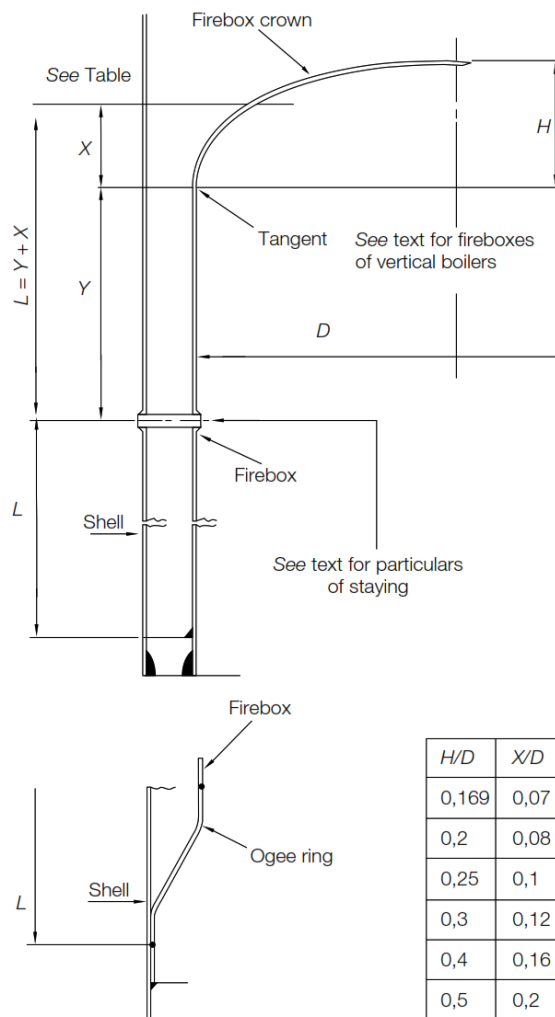 Firebox crown
See Table
H
X
L = Y + X
Tangent
See text for fireboxes
of vertical boilers
Y
D
Firebox
L
Shell
See text for particulars
of staying
Firebox
Ogee ring
Shell
L
H/D X/D
0,169 0,07
0,2 0,08
0,25 0,1
0,3 0,12
0,4 0,16
0,5 0,2